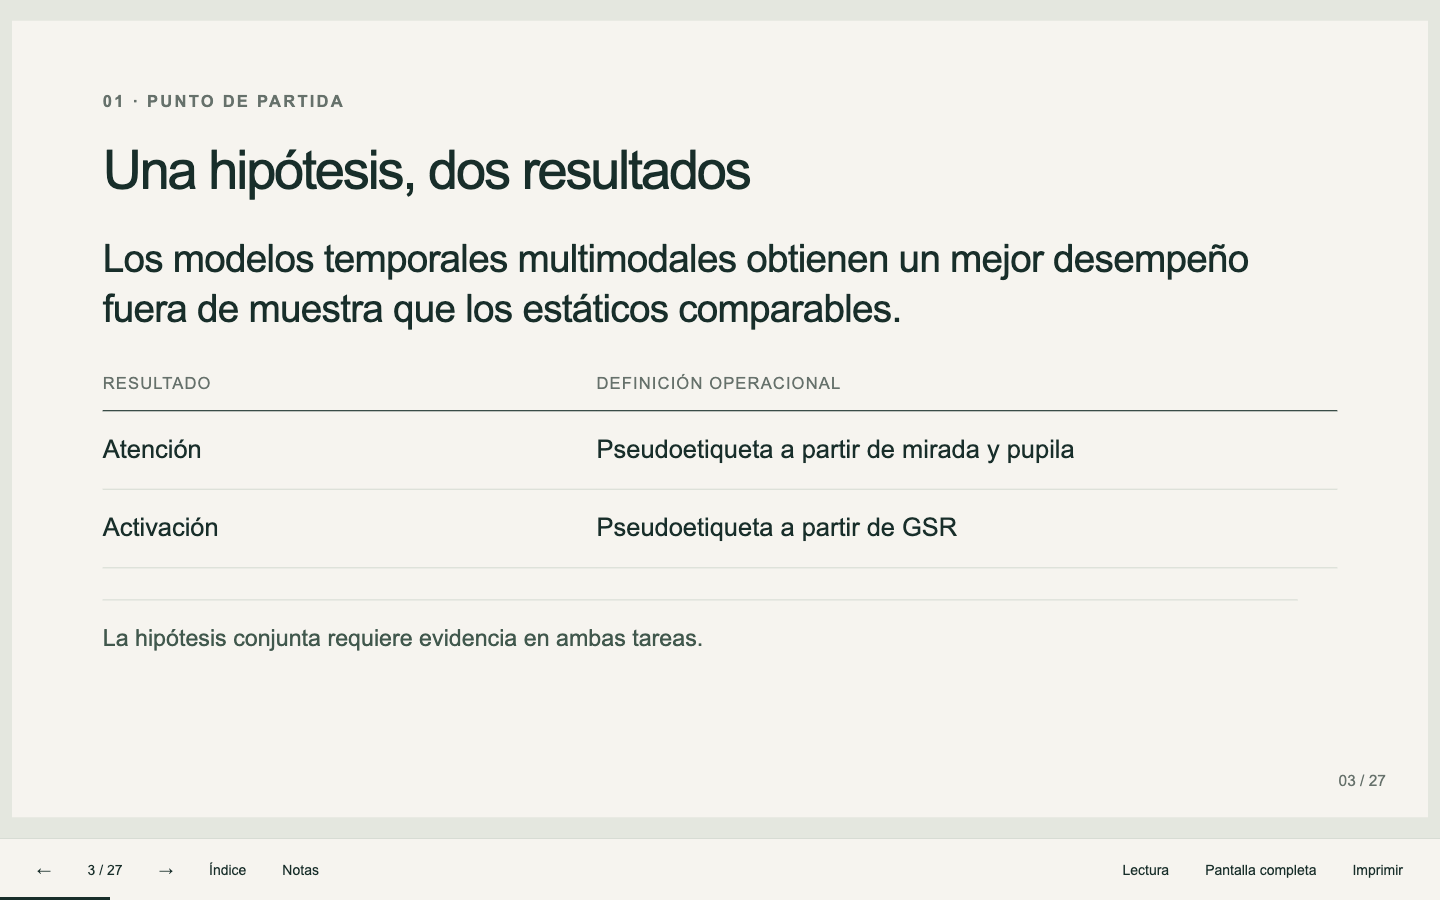 01 · PUNTO DE PARTIDA
Una hipótesis, dos resultados
Los modelos temporales multimodales obtienen un mejor desempeño
fuera de muestra que los estáticos comparables.
RESULTADO DEFINICIÓN OPERACIONAL
Atención Pseudoetiqueta a partir de mirada y pupila
Activación Pseudoetiqueta a partir de GSR
La hipótesis conjunta requiere evidencia en ambas tareas.
03 / 27
← 3 / 27 → Índice Notas Lectura Pantalla completa Imprimir